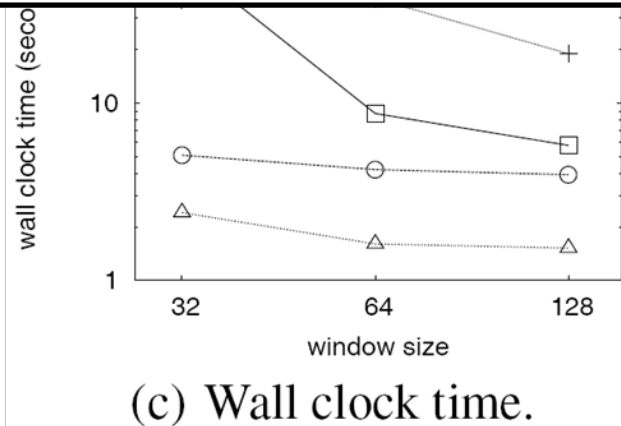 wall clock time (seco
10
1
32 64 128
window size
(c) Wall clock time.